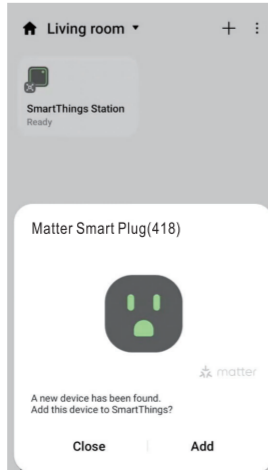 Living room
SmartThings Station
Ready
Matter Smart Plug(418)
matter
A new device has been found.
Add this device to SmartThings?
Close Add